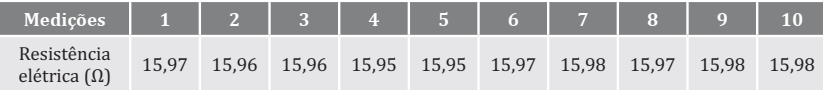 Medições 1 2 3 4 5 6 7 8 9 10
Resistência
elétrica (Ω) 15,97 15,96 15,96 15,95 15,95 15,97 15,98 15,97 15,98 15,98